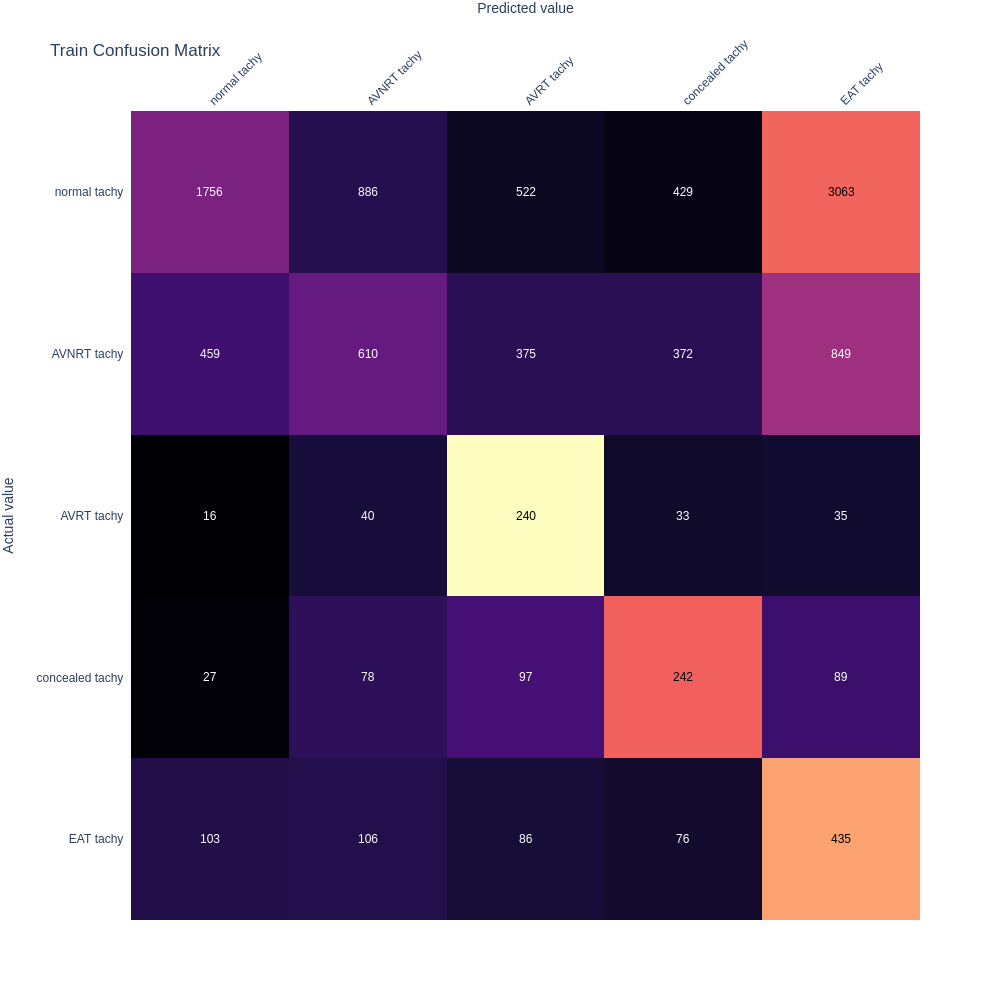 Predicted value
Train Confusion Matrix
normal tachy AVNRT tachy AVRT tachy concealed tachy EAT tachy
normal tachy 1756 886 522 429 3063
AVNRT tachy 459 610 375 372 849
Actual value
AVRT tachy 16 40 240 33 35
concealed tachy 27 78 97 242 89
EAT tachy 103 106 86 76 435